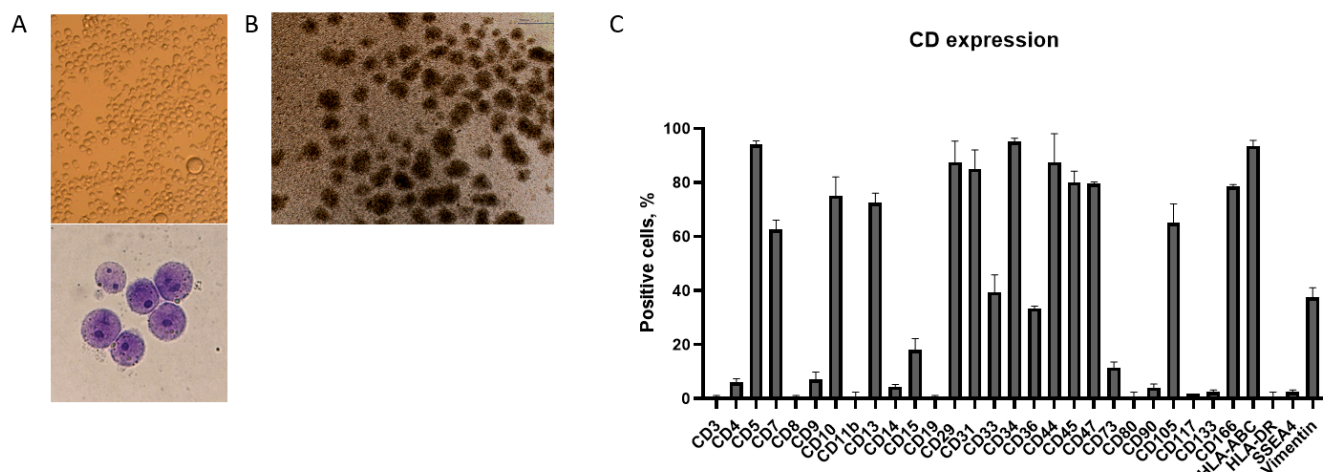 A
B
C
CD expression
Positive cells, %
100
80
60
40
20
0
CD3
CD4
CD5
CD7
CD8
CD9
CD10
CD11b
CD13
CD14
CD15
CD19
CD29
CD31
CD33
CD34
CD36
CD44
CD45
CD47
CD73
CD80
CD90
CD105
CD117
CD133
CD166
HLA-ABC
HLA-DR
SSEA4
Vimentin